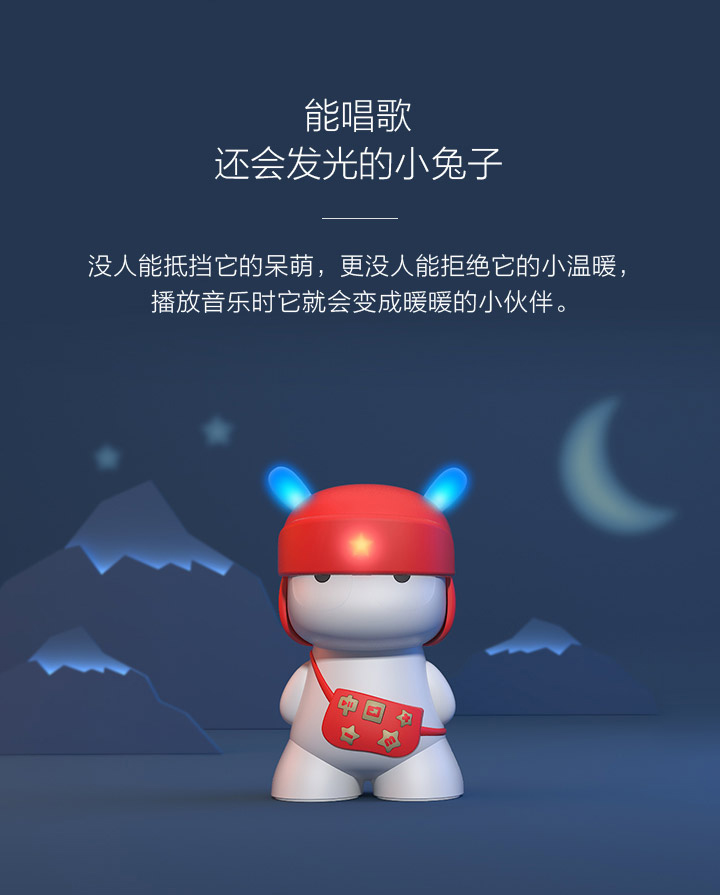 能唱歌
还会发光的小兔子
没人能抵挡它的呆萌，更没人能拒绝它的小温暖，
播放音乐时它就会变成暖暖的小伙伴。